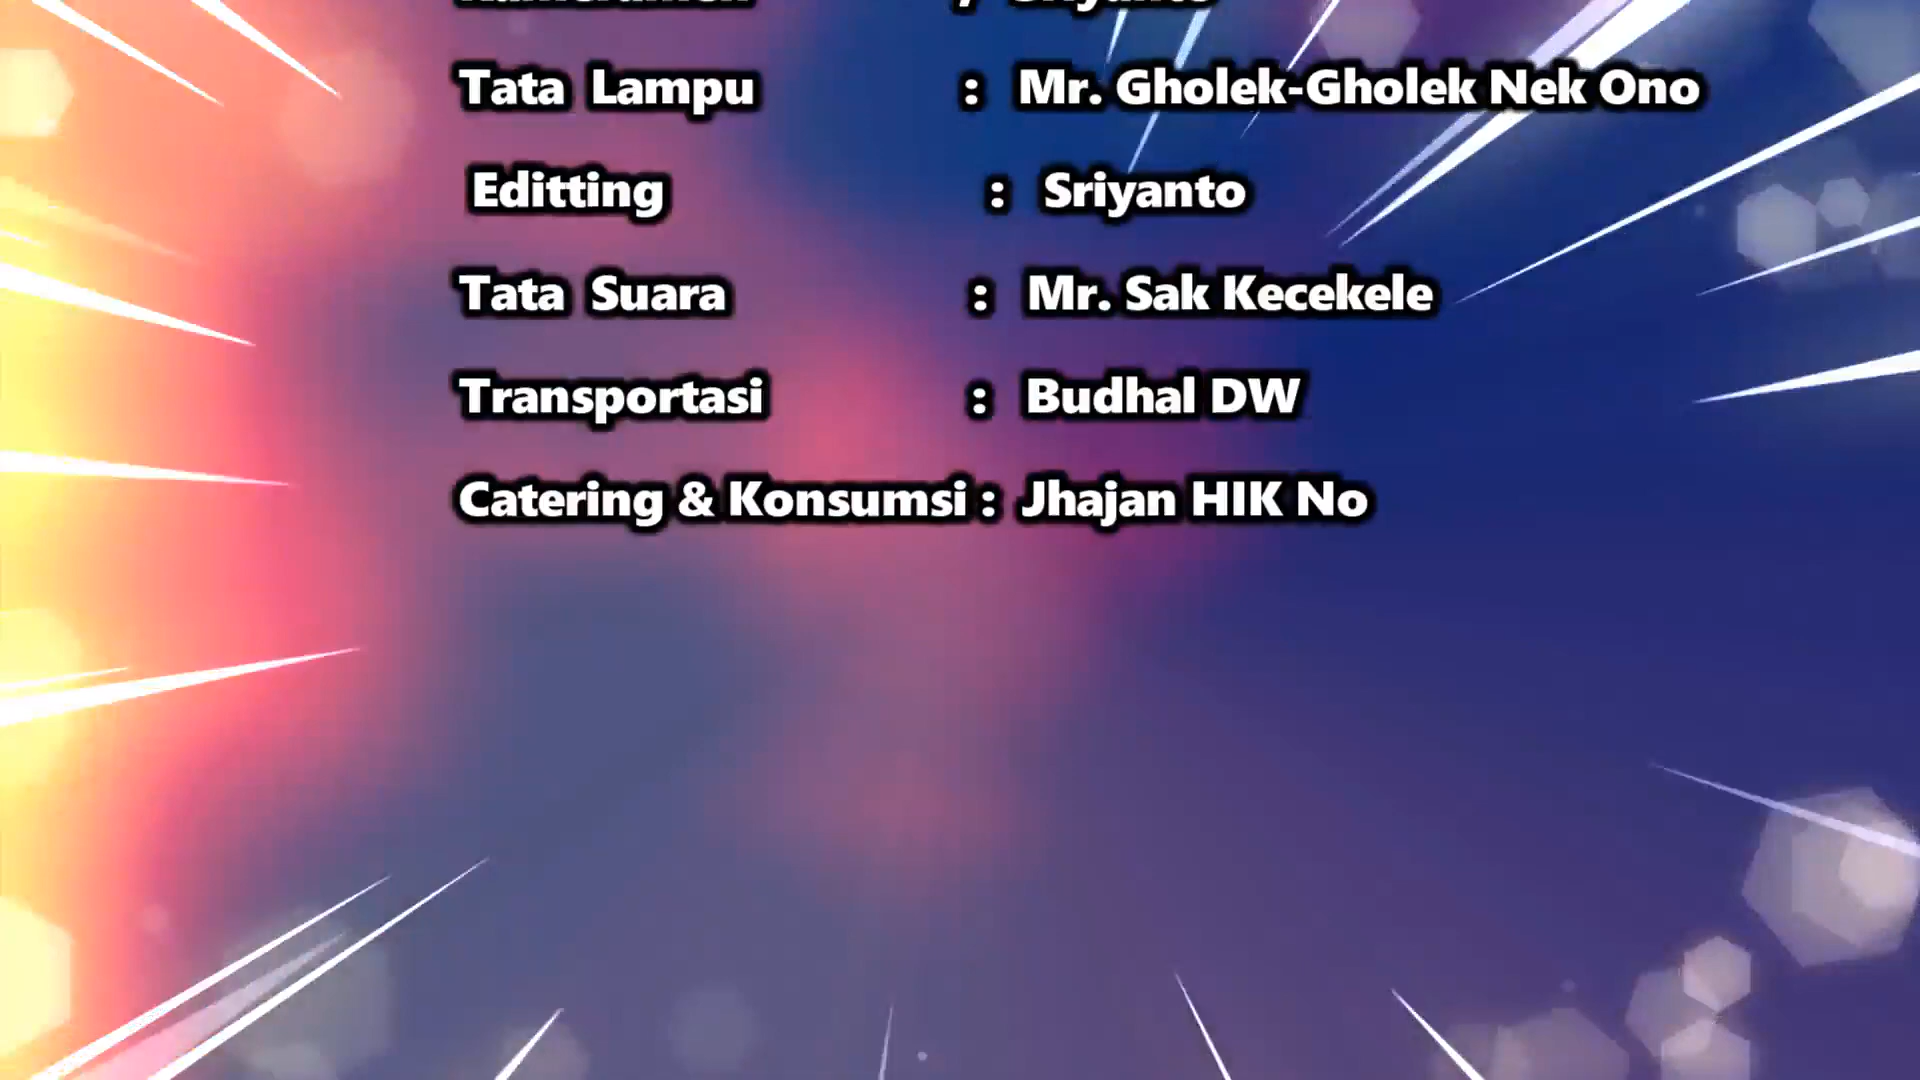 Tata Lampu : Mr. Gholek-Gholek Nek Ono
Editting : Sriyanto
Tata Suara : Mr. Sak Kecekele
Transportasi : Budhal DW
Catering & Konsumsi : Jhajan HIK No